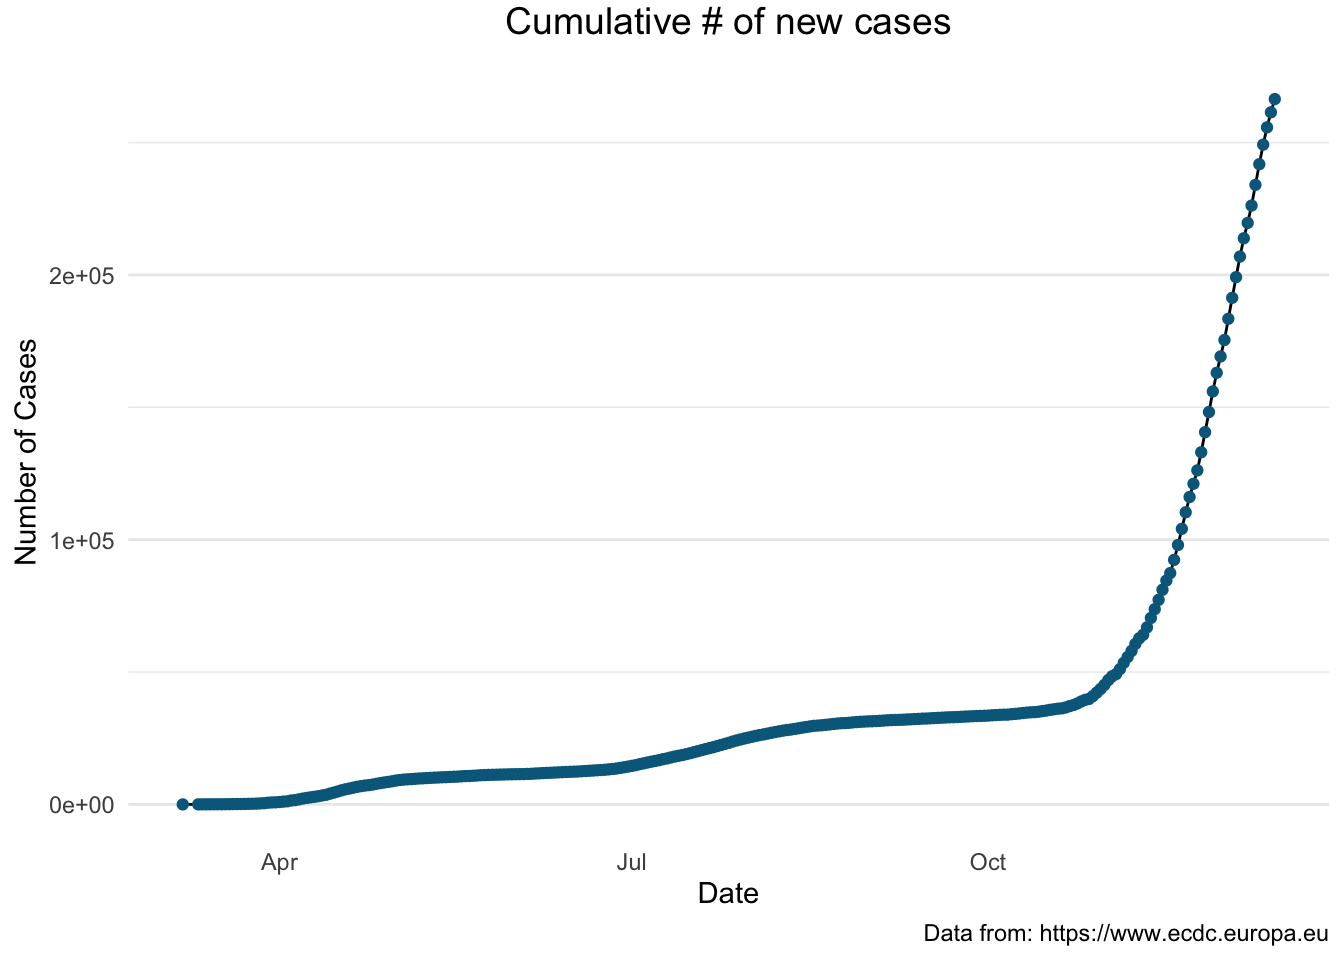 Cumulative # of new cases
Number of Cases
2e+05
1e+05
0e+00
Apr Jul Oct
Date
Data from: https://www.ecdc.europa.eu